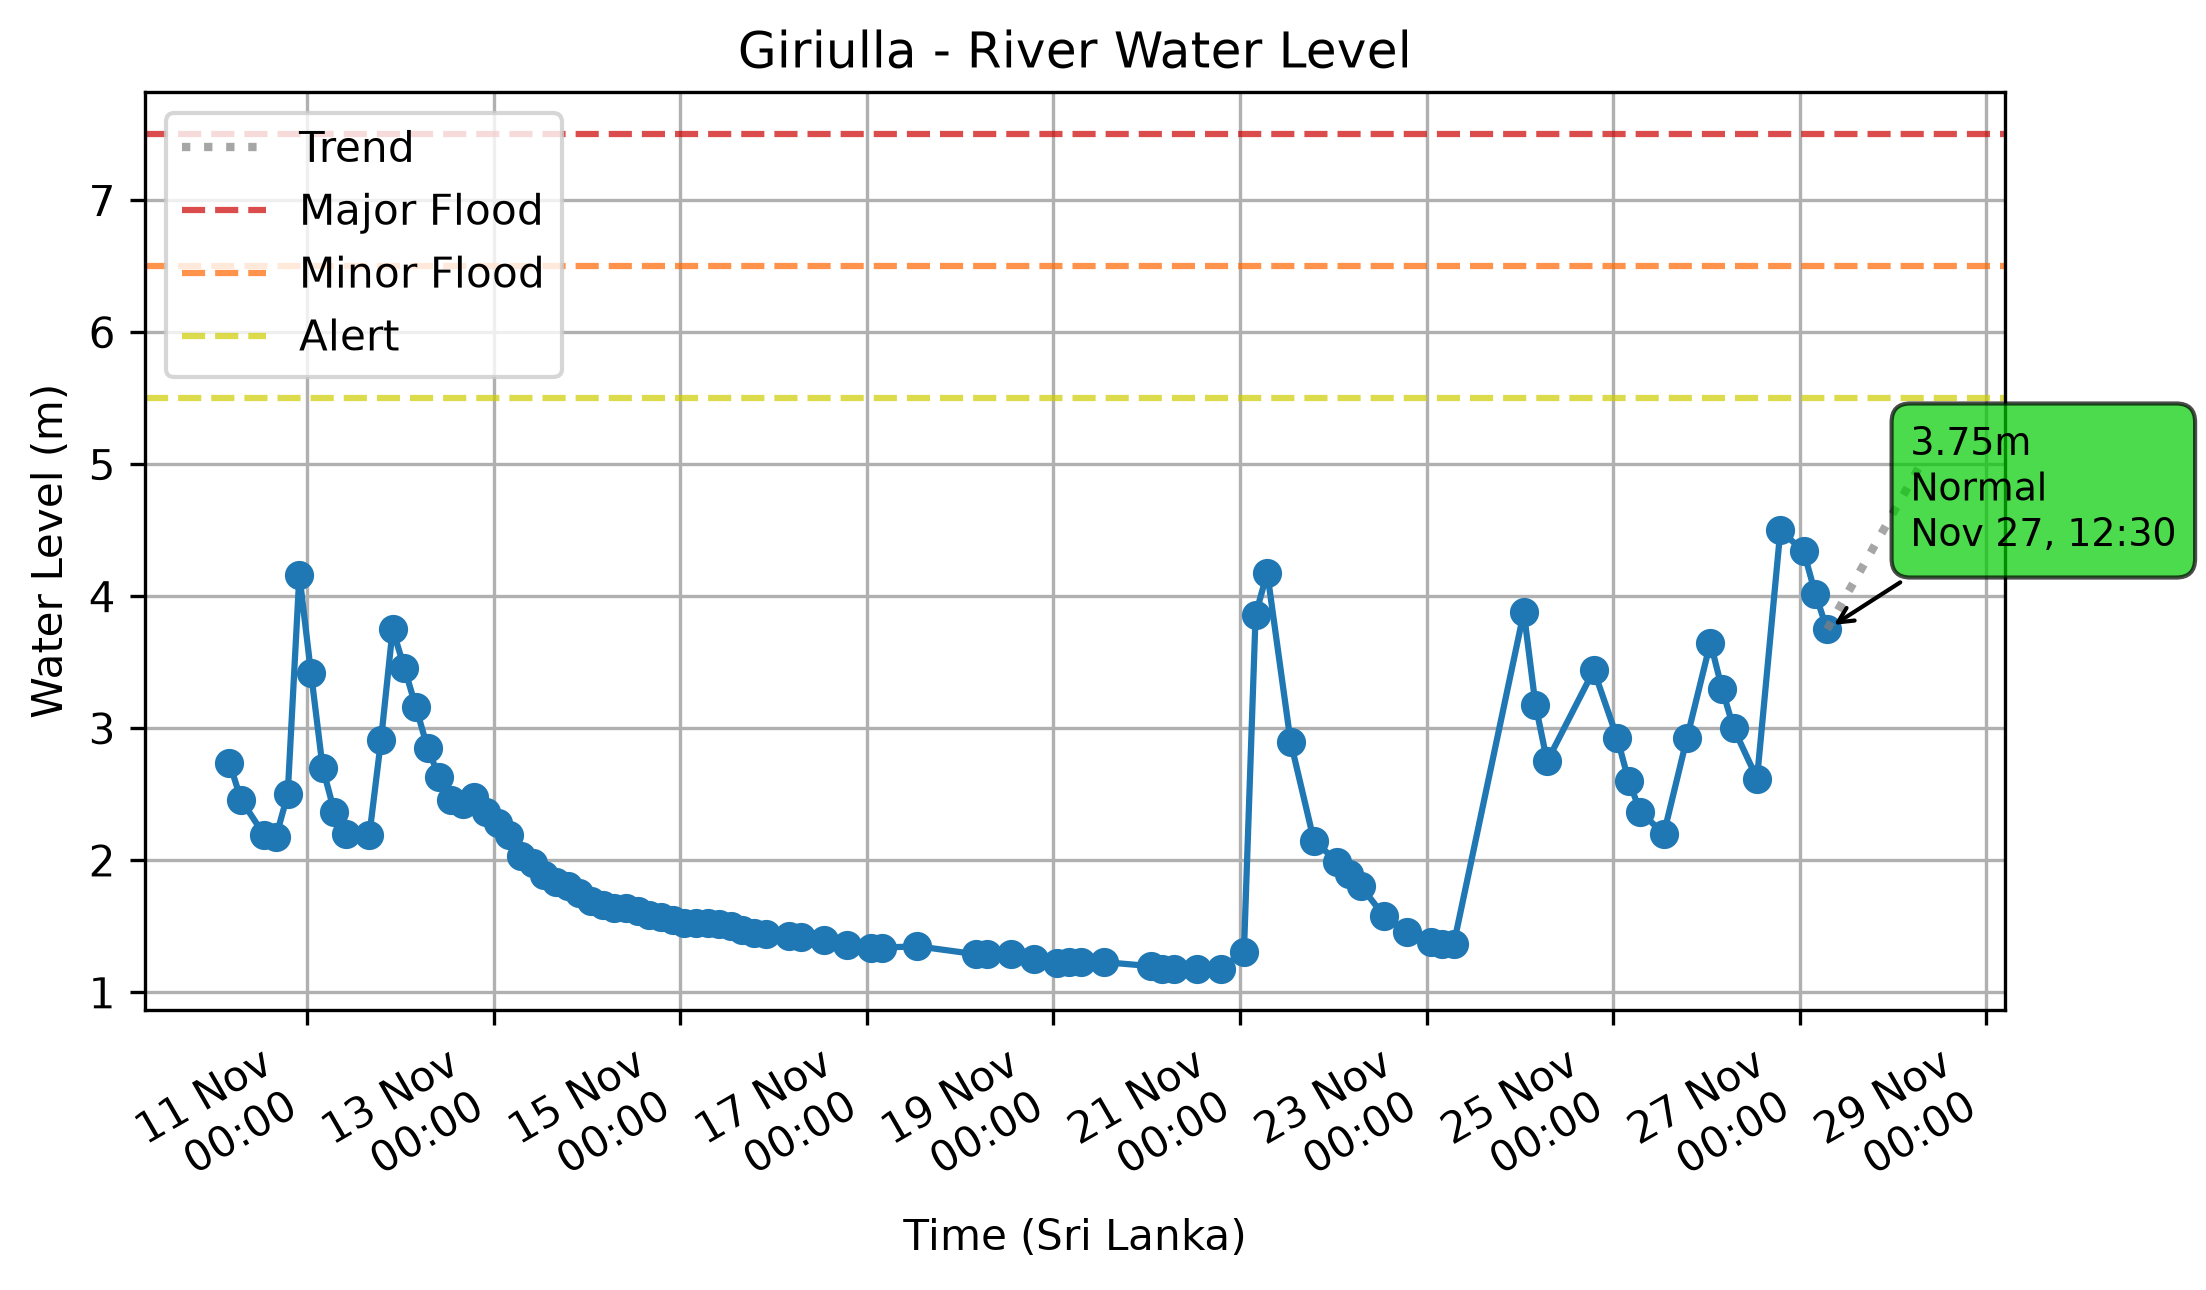 Giriulla - River Water Level
Trend
Major Flood
Minor Flood
Alert
7
6
5
4
3
2
1
Water Level (m)
3.75m
Normal
Nov 27, 12:30
11 Nov
00:00
13 Nov
00:00
15 Nov
00:00
17 Nov
00:00
19 Nov
00:00
21 Nov
00:00
23 Nov
00:00
25 Nov
00:00
27 Nov
00:00
29 Nov
00:00
Time (Sri Lanka)